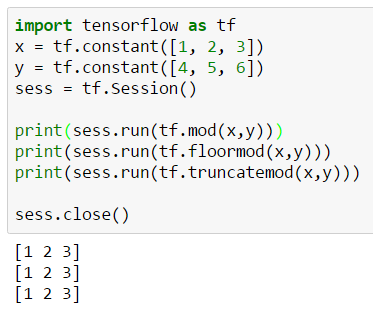 import tensorflow as tf
x = tf.constant([1, 2, 3])
y = tf.constant([4, 5, 6])
sess = tf.Session()
print(sess.run(tf.mod(x,y)))
print(sess.run(tf.floormod(x,y)))
print(sess.run(tf.truncatemod(x,y)))
sess.close()
[1 2 3]
[1 2 3]
[1 2 3]